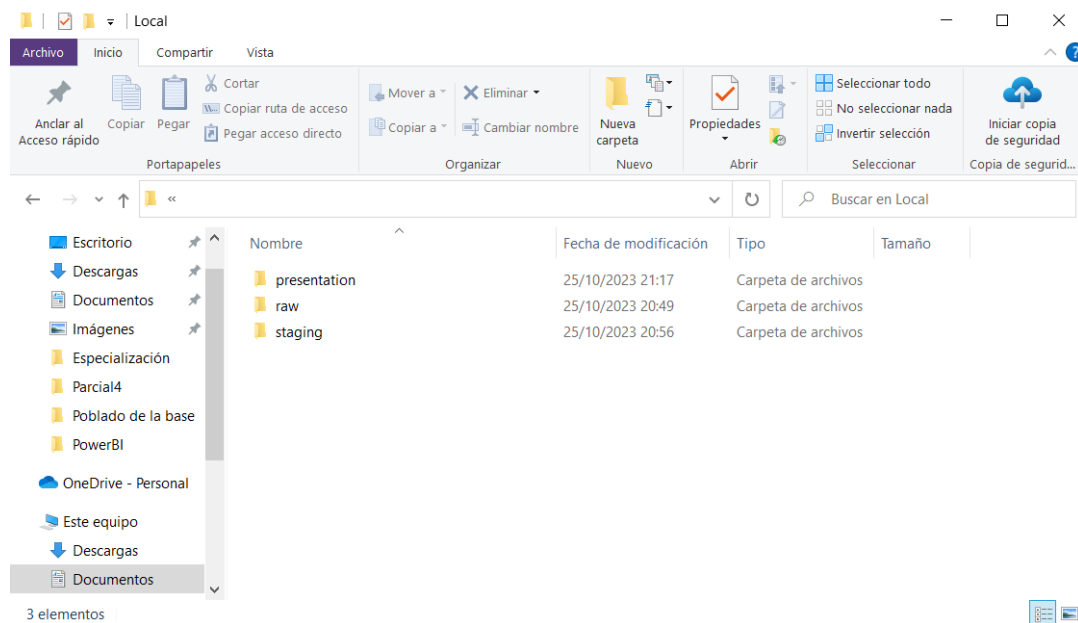 Local
Archivo Inicio Compartir Vista
Anclar al Acceso rápido
Copiar
Pegar
Cortar
Copiar ruta de acceso
Pegar acceso directo
Portapapeles
Mover a
Copiar a
Eliminar
Cambiar nombre
Organizar
Nueva carpeta
Nuevo
Propiedades
Abrir
Seleccionar todo
No seleccionar nada
Invertir selección
Seleccionar
Iniciar copia de seguridad
Copia de segurid...
«
Buscar en Local
Escritorio
Descargas
Documentos
Imágenes
Especialización
Parcial4
Poblado de la base
PowerBI
OneDrive - Personal
Este equipo
Descargas
Documentos
Nombre Fecha de modificación Tipo Tamaño
presentation 25/10/2023 21:17 Carpeta de archivos
raw 25/10/2023 20:49 Carpeta de archivos
staging 25/10/2023 20:56 Carpeta de archivos
3 elementos